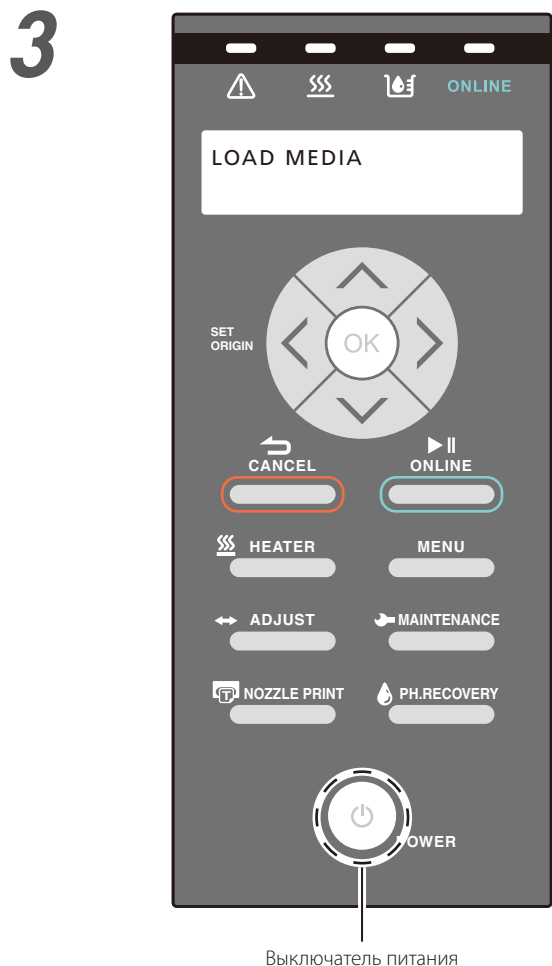 3
ONLINE
LOAD MEDIA
SET
ORIGIN
OK
CANCEL
ONLINE
HEATER
MENU
ADJUST
MAINTENANCE
T NOZZLE PRINT
PH.RECOVERY
POWER
Выключатель питания